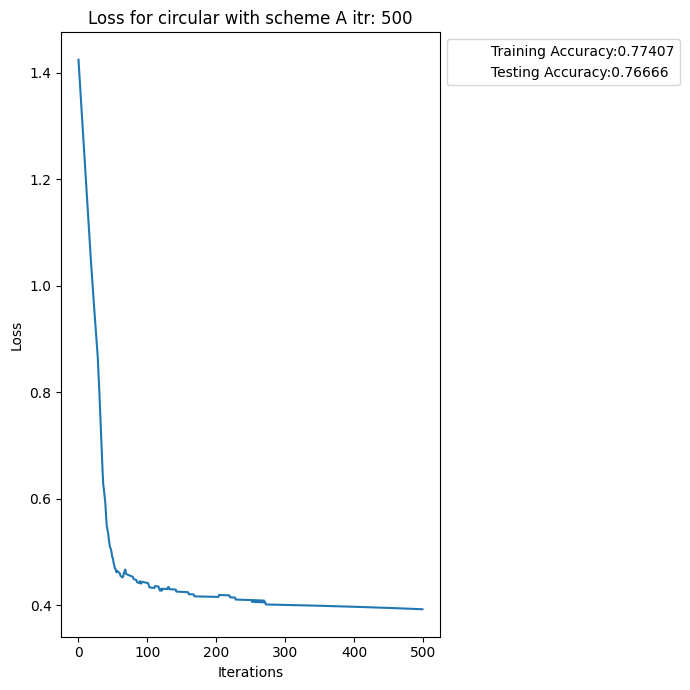 Loss for circular with scheme A itr: 500
Training Accuracy:0.77407
Testing Accuracy:0.76666
1.4
1.2
1.0
0.8
0.6
0.4
Loss
0 100 200 300 400 500
Iterations